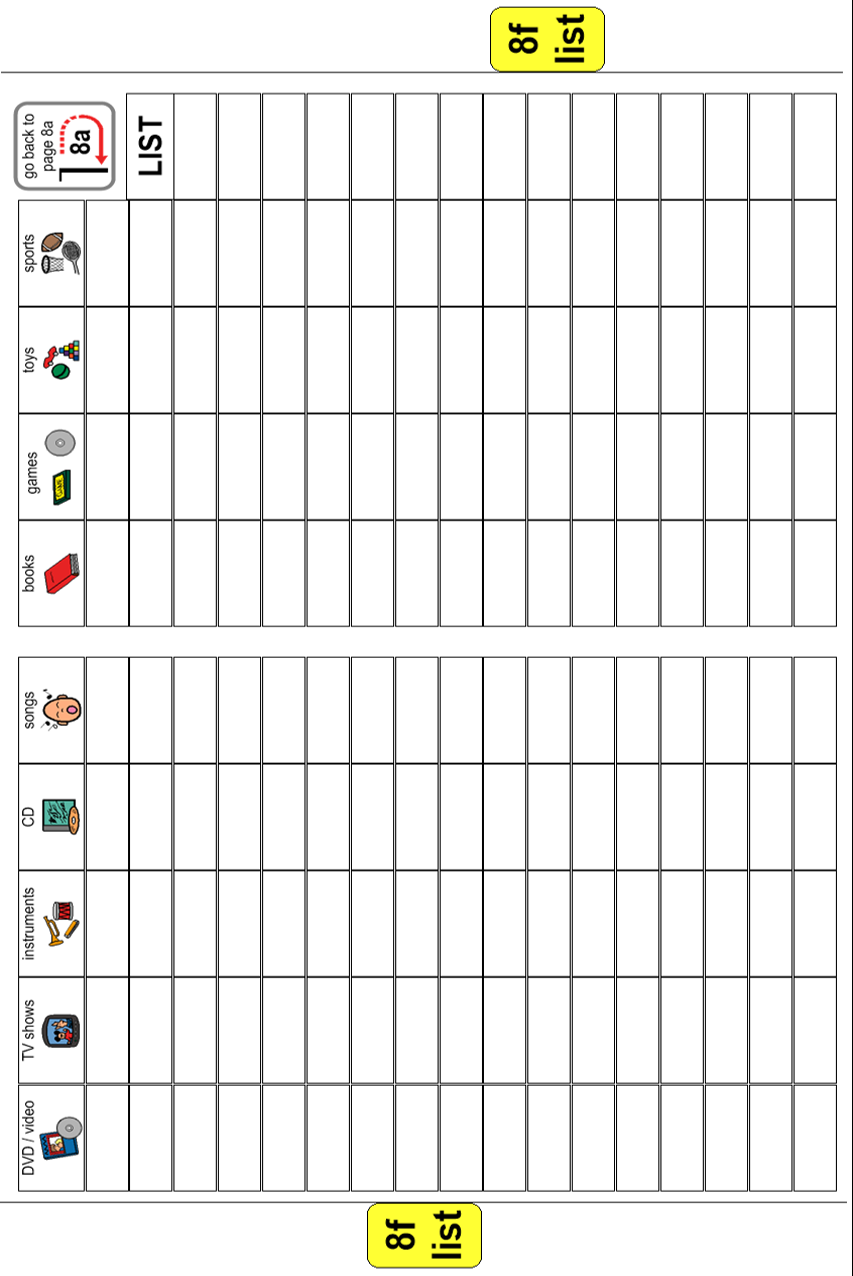 DVD / video
TV shows
instruments
CD
songs
books
games
toys
sports
go back to
page 8a
8a
LIST
8f
list
8f
list